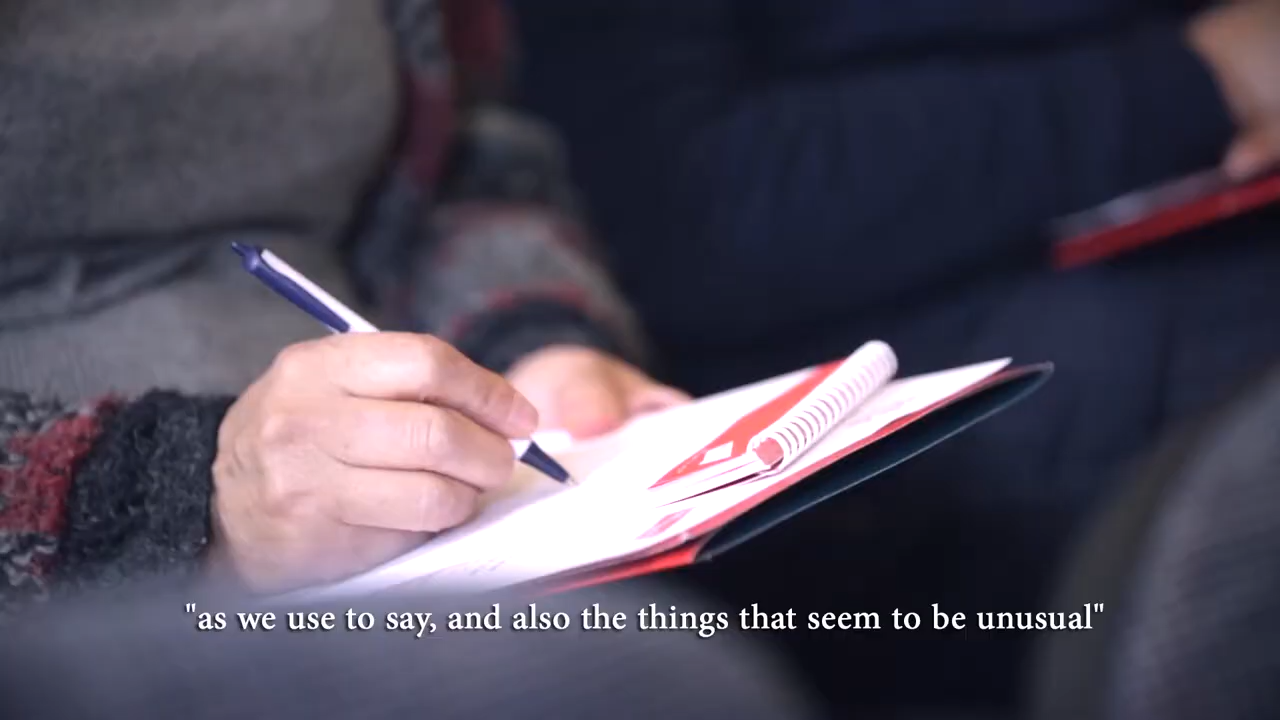 "as we use to say, and also the things that seem to be unusual"